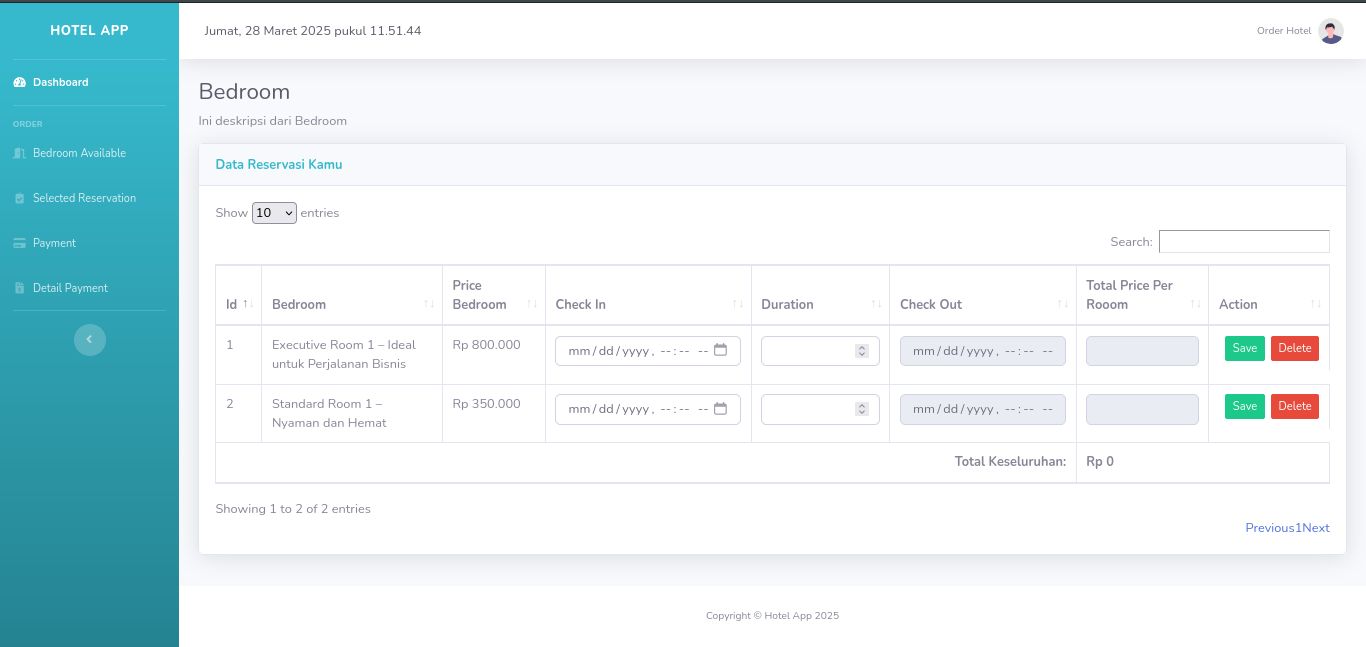 HOTEL APP
Jumat, 28 Maret 2025 pukul 11.51.44
Order Hotel
Dashboard
ORDER
Bedroom Available
Selected Reservation
Payment
Detail Payment
Bedroom
Ini deskripsi dari Bedroom
Data Reservasi Kamu
Show 10 entries
Search:
Id Bedroom Price Bedroom Check In Duration Check Out Total Price Per Rooom Action
1 Executive Room 1 – Ideal Rp 800.000 mm/dd/yyyy, --:-- -- mm/dd/yyyy, --:-- -- Save Delete
untuk Perjalanan Bisnis
2 Standard Room 1 – Rp 350.000 mm/dd/yyyy, --:-- -- mm/dd/yyyy, --:-- -- Save Delete
Nyaman dan Hemat
Total Keseluruhan: Rp 0
Showing 1 to 2 of 2 entries
Previous1Next
Copyright © Hotel App 2025